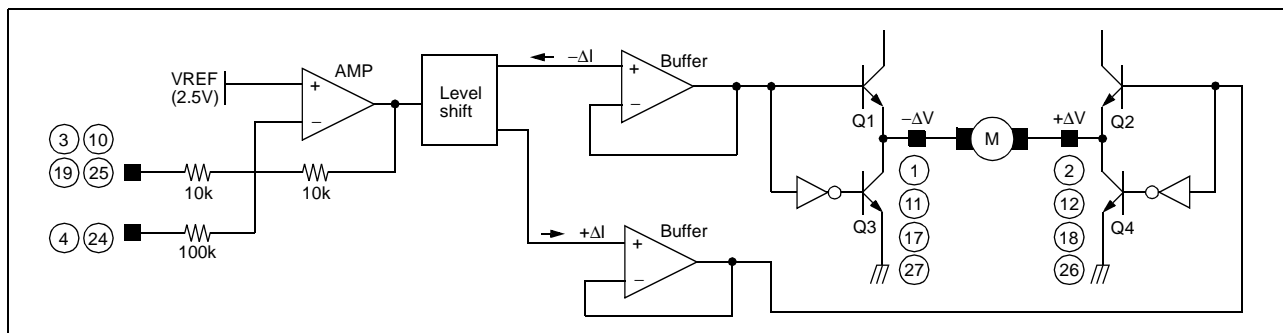 VREF
(2.5V)
AMP
+
−
Level
shift
−ΔI
Buffer
+
−
3 10
19 25
10k
10k
4 24
100k
+ΔI
Buffer
+
−
Q1
−ΔV
M
+ΔV
Q2
Q3
Q4
1
11
17
27
2
12
18
26